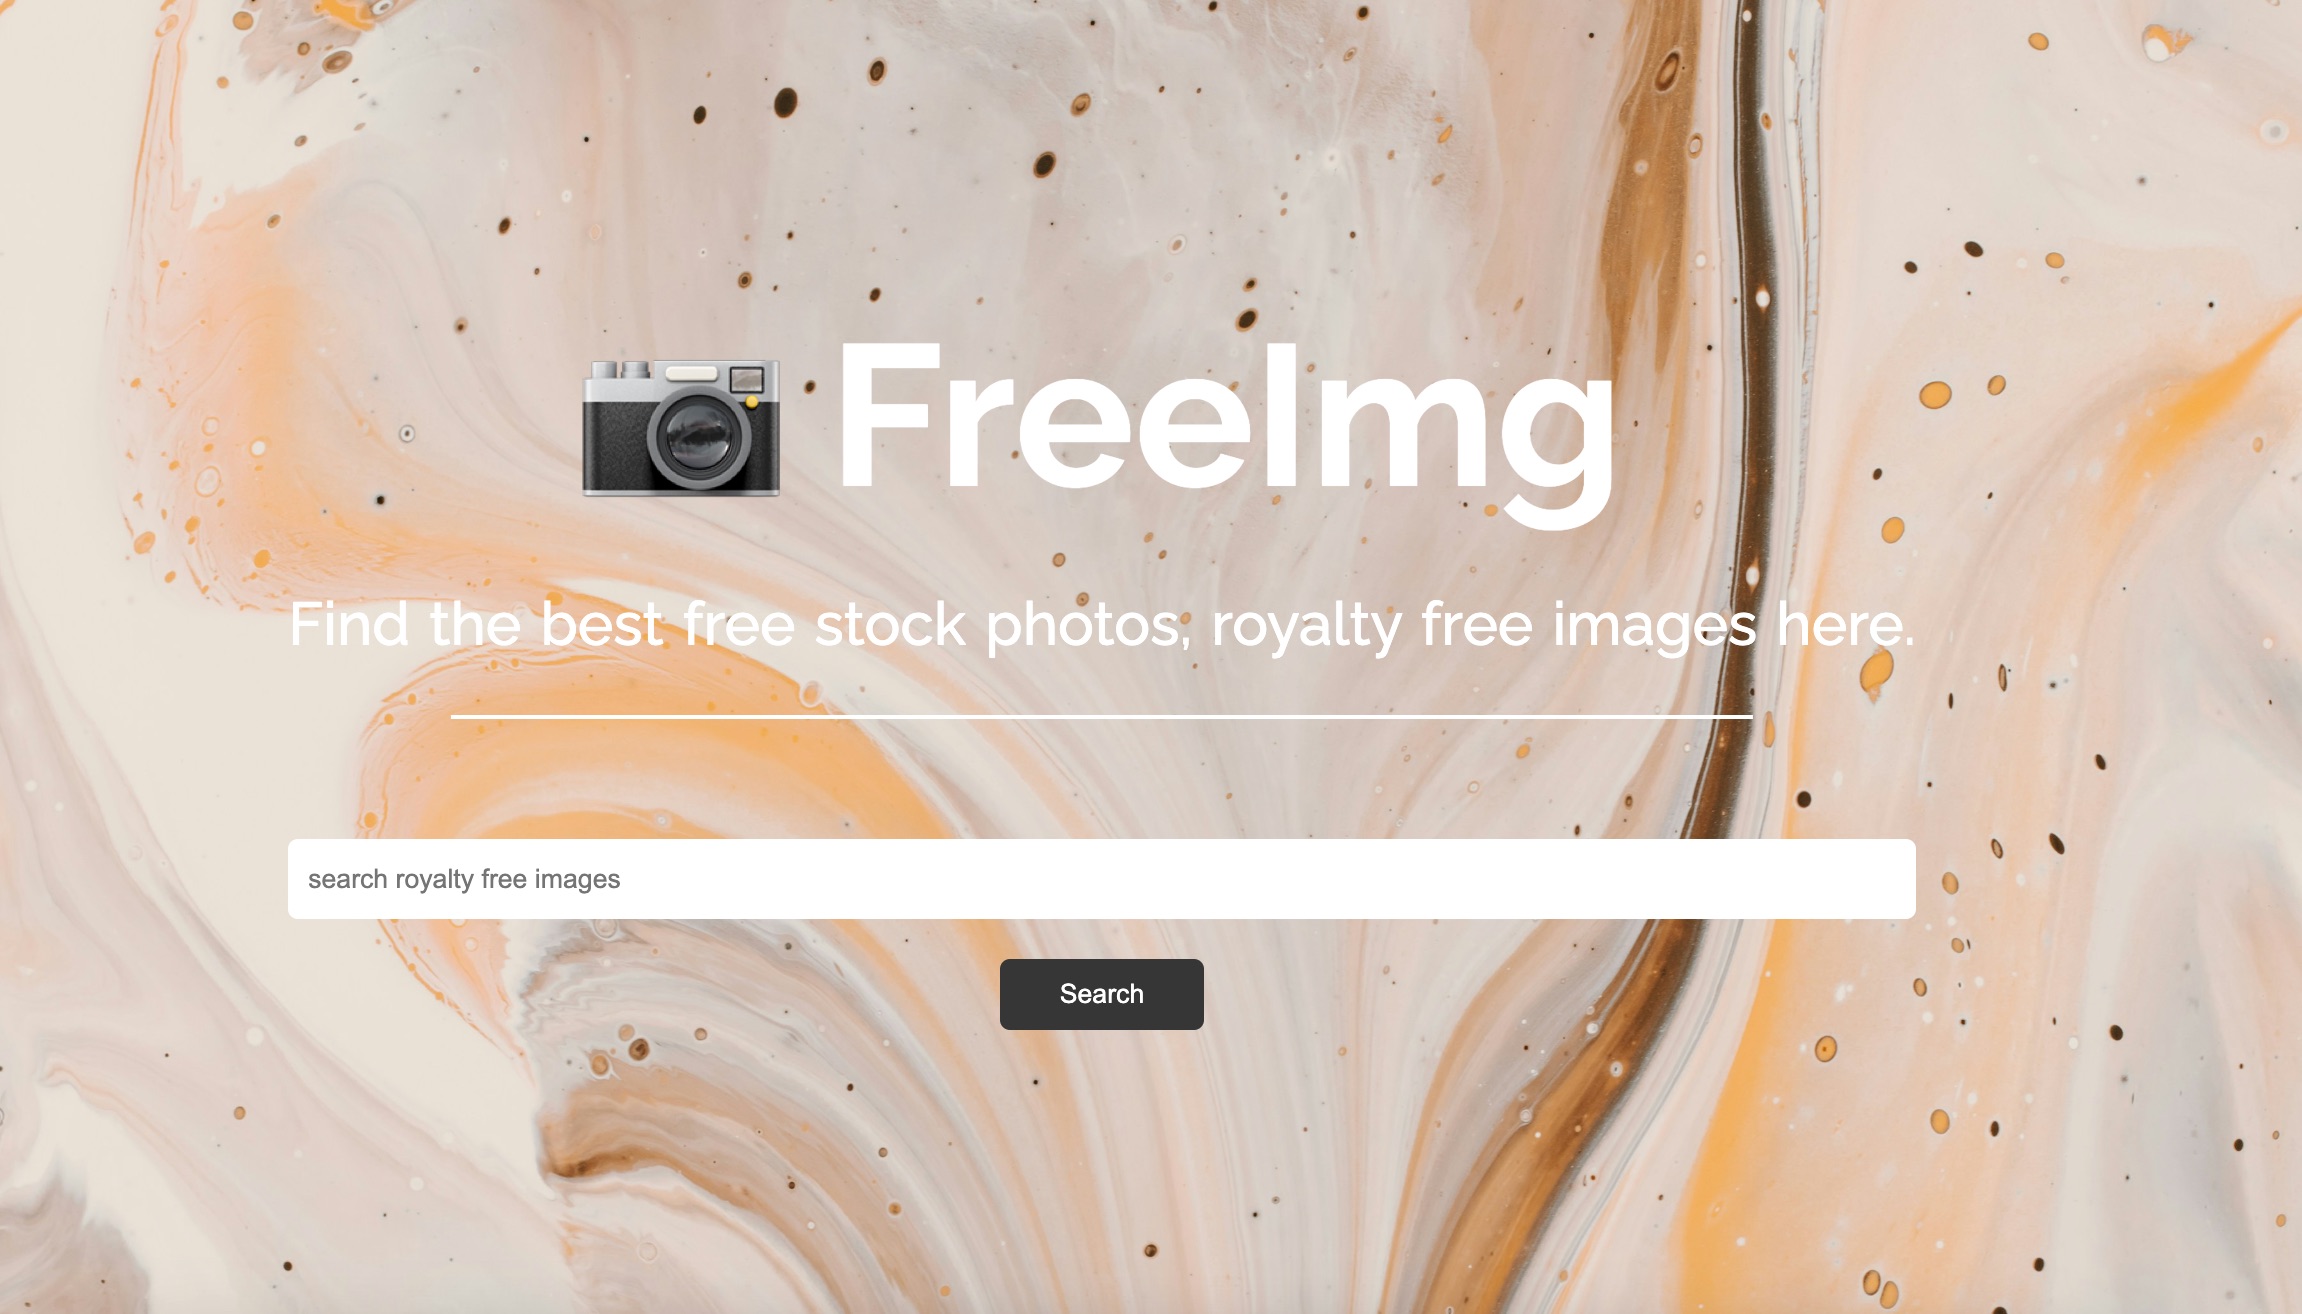 FreeImg
Find the best free stock photos, royalty free images here.
search royalty free images
Search